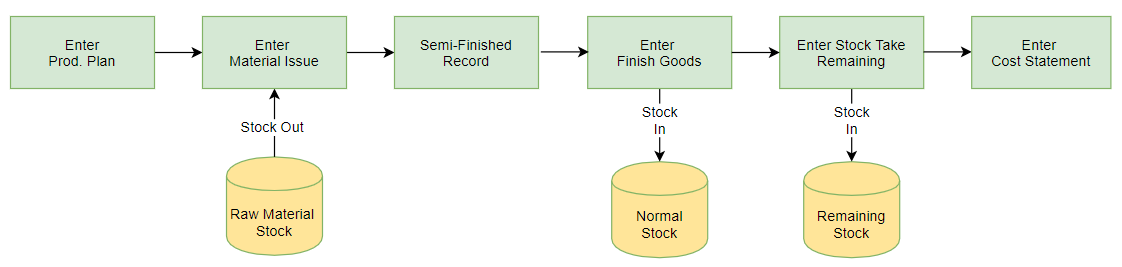 Enter
Prod. Plan
Enter
Material Issue
Semi-Finished
Record
Enter
Finish Goods
Enter Stock Take
Remaining
Enter
Cost Statement
Stock Out
Stock
In
Stock
In
Raw Material
Stock
Normal
Stock
Remaining
Stock